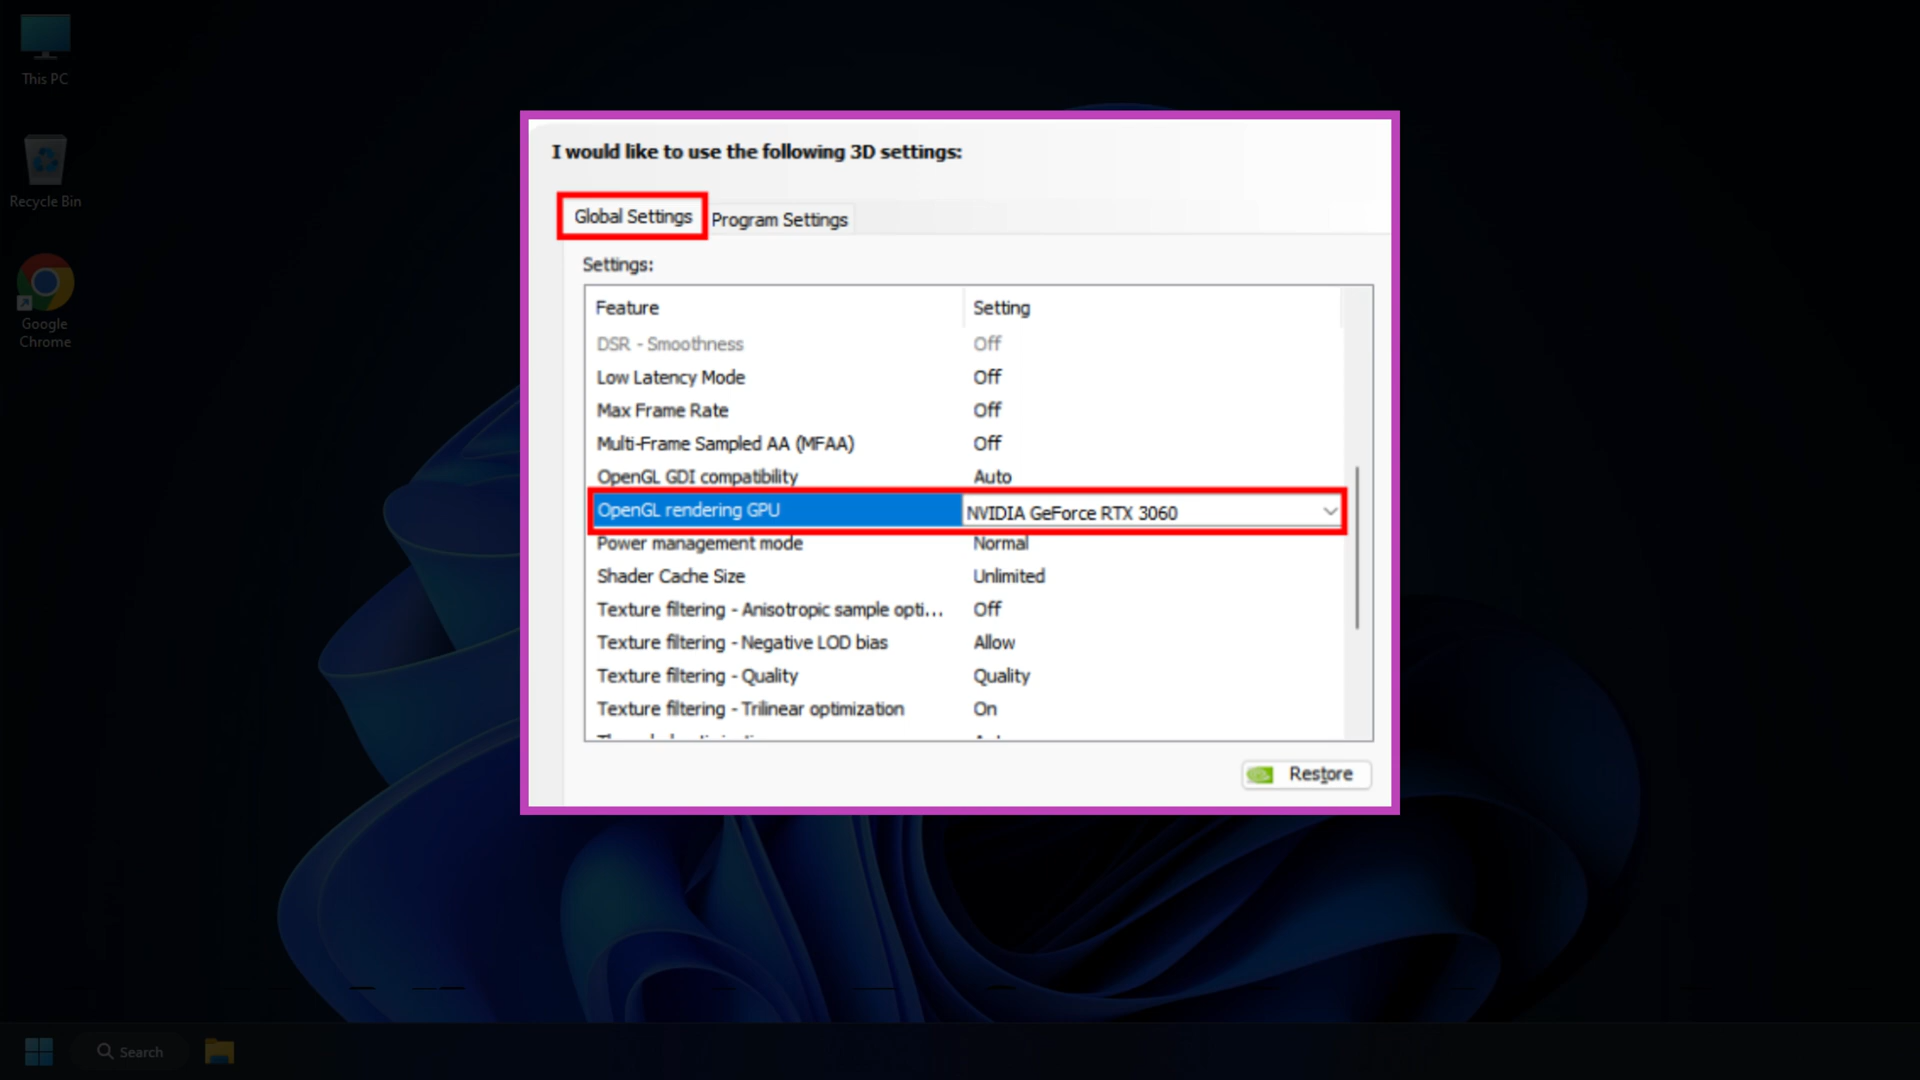 This PC
Recycle Bin
Google
Chrome
I would like to use the following 3D settings:
Global Settings Program Settings
Settings:
Feature Setting
DSR - Smoothness Off
Low Latency Mode Off
Max Frame Rate Off
Multi-Frame Sampled AA (MFAA) Off
OpenGL GDI compatibility Auto
OpenGL rendering GPU NVIDIA GeForce RTX 3060
Power management mode Normal
Shader Cache Size Unlimited
Texture filtering - Anisotropic sample opti... Off
Texture filtering - Negative LOD bias Allow
Texture filtering - Quality Quality
Texture filtering - Trilinear optimization On
Restore
Search